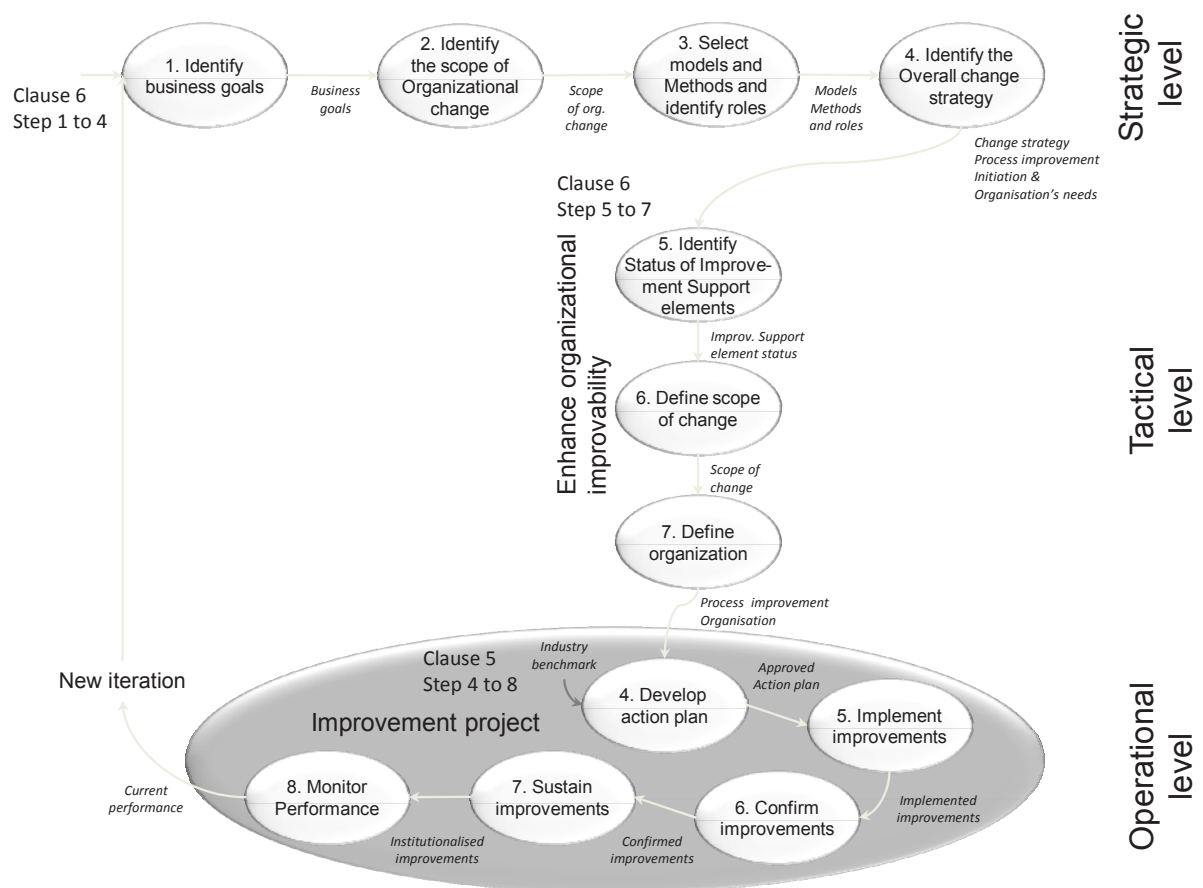 1. Identify
business goals
Business
goals
2. Identify
the scope of
Organizational
change
Scope
of org.
change
3. Select
models and
Methods and
identify roles
Models
Methods
and roles
4. Identify the
Overall change
strategy
Strategic
level
Clause 6
Step 1 to 4
Change strategy
Process improvement
Initiation &
Organisation's needs
Clause 6
Step 5 to 7
Enhance organizational
improvability
5. Identify
Status of Improve-
ment Support
elements
Improv. Support
element status
6. Define scope
of change
Scope of
change
7. Define
organization
Tactical
level
Process improvement
Organisation
New iteration
Clause 5
Step 4 to 8
Improvement project
Industry
benchmark
4. Develop
action plan
Approved
Action plan
5. Implement
improvements
Implemented
improvements
6. Confirm
improvements
Confirmed
improvements
7. Sustain
improvements
Institutionalised
improvements
8. Monitor
Performance
Current
performance
Operational
level